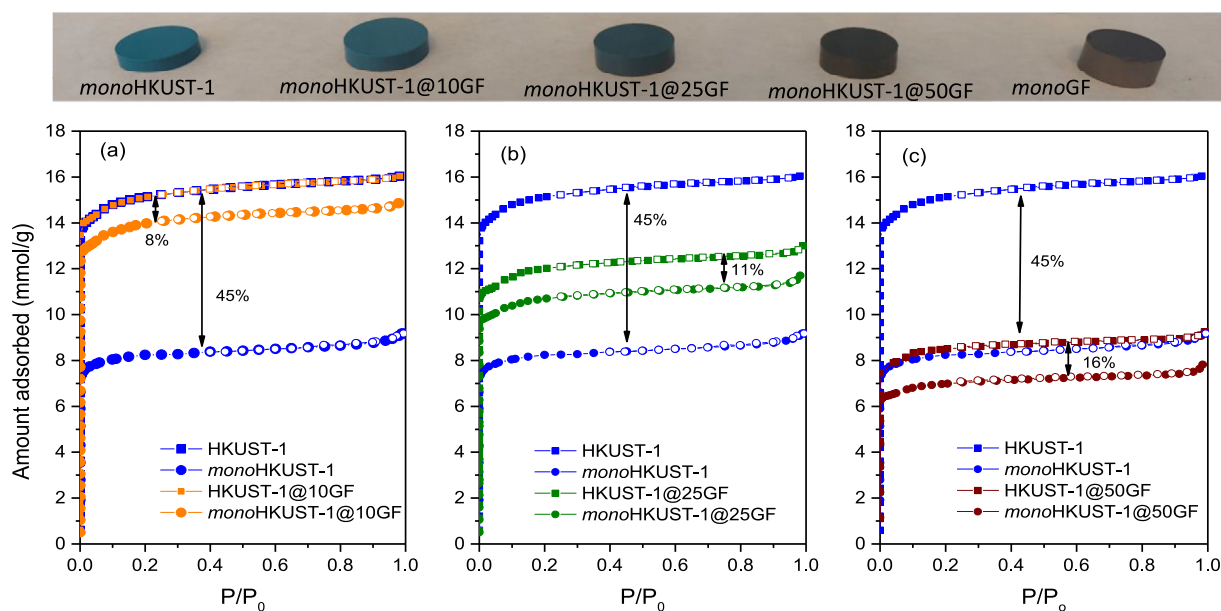 monoHKUST-1
monoHKUST-1@10GF
monoHKUST-1@25GF
monoHKUST-1@50GF
monoGF
Amount adsorbed (mmol/g)
(a)
18
16
14
12
10
8
6
4
2
0
8%
45%
HKUST-1
monoHKUST-1
HKUST-1@10GF
monoHKUST-1@10GF
0.0 0.2 0.4 0.6 0.8 1.0
P/P0
(b)
18
16
14
12
10
8
6
4
2
0
45%
11%
HKUST-1
monoHKUST-1
HKUST-1@25GF
monoHKUST-1@25GF
0.0 0.2 0.4 0.6 0.8 1.0
P/P0
(c)
18
16
14
12
10
8
6
4
2
0
45%
16%
HKUST-1
monoHKUST-1
HKUST-1@50GF
monoHKUST-1@50GF
0.0 0.2 0.4 0.6 0.8 1.0
P/Po